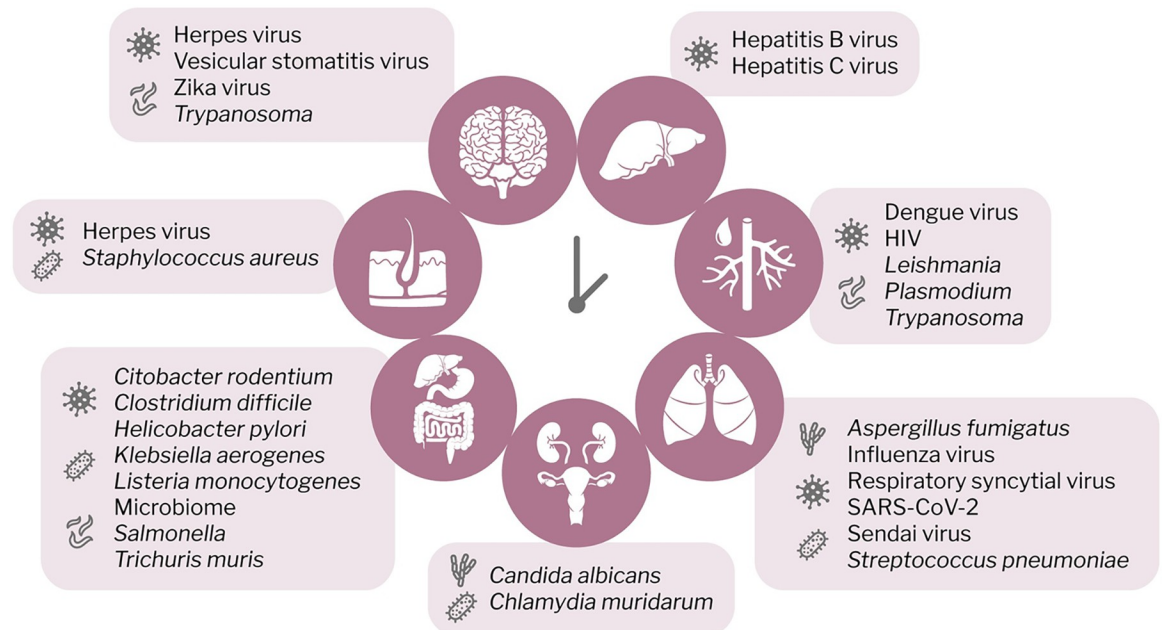 Herpes virus
Vesicular stomatitis virus
Zika virus
Trypanosoma
Hepatitis B virus
Hepatitis C virus
Herpes virus
Staphylococcus aureus
Dengue virus
HIV
Leishmania
Plasmodium
Trypanosoma
Citobacter rodentium
Clostridium difficile
Helicobacter pylori
Klebsiella aerogenes
Listeria monocytogenes
Microbiome
Salmonella
Trichuris muris
Aspergillus fumigatus
Influenza virus
Respiratory syncytial virus
SARS-CoV-2
Sendai virus
Streptococcus pneumoniae
Candida albicans
Chlamydia muridarum